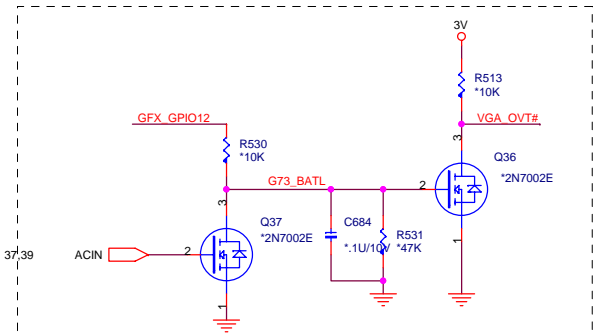 3V
R513
*10K
GFX_GPIO12
VGA_OVT#
R530
*10K
3
Q36
G73_BATL
2
*2N7002E
3
Q37
C684
R531
*2N7002E
*.1U/10V
*47K
1
37,39
ACIN
2
1